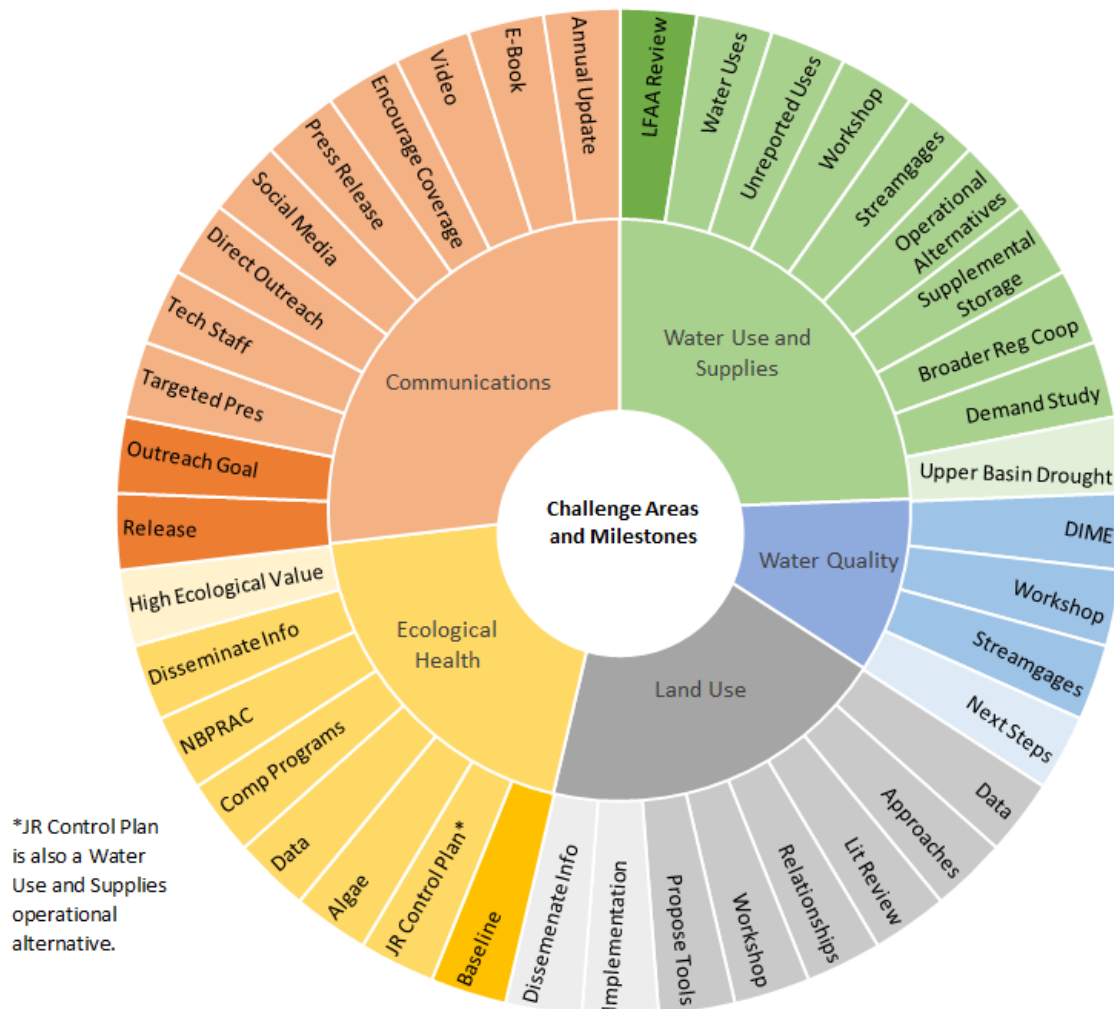 Challenge Areas
and Milestones
Water Use and
Supplies
LFAA Review
Water Uses
Unreported Uses
Workshop
Streamgages
Operational
Alternatives
Supplemental
Storage
Broader Reg Coop
Demand Study
Upper Basin Drought
Water Quality
DIME
Workshop
Streamgages
Next Steps
Land Use
Data
Approaches
Lit Review
Relationships
Workshop
Propose Tools
Implementation
Dissemenate Info
Ecological
Health
Baseline
JR Control Plan*
Algae
Data
Comp Programs
NBPRAC
Disseminate Info
High Ecological Value
Communications
Release
Outreach Goal
Targeted Pres
Tech Staff
Direct Outreach
Social Media
Press Release
Encourage Coverage
Video
E-Book
Annual Update
*JR Control Plan
is also a Water
Use and Supplies
operational
alternative.